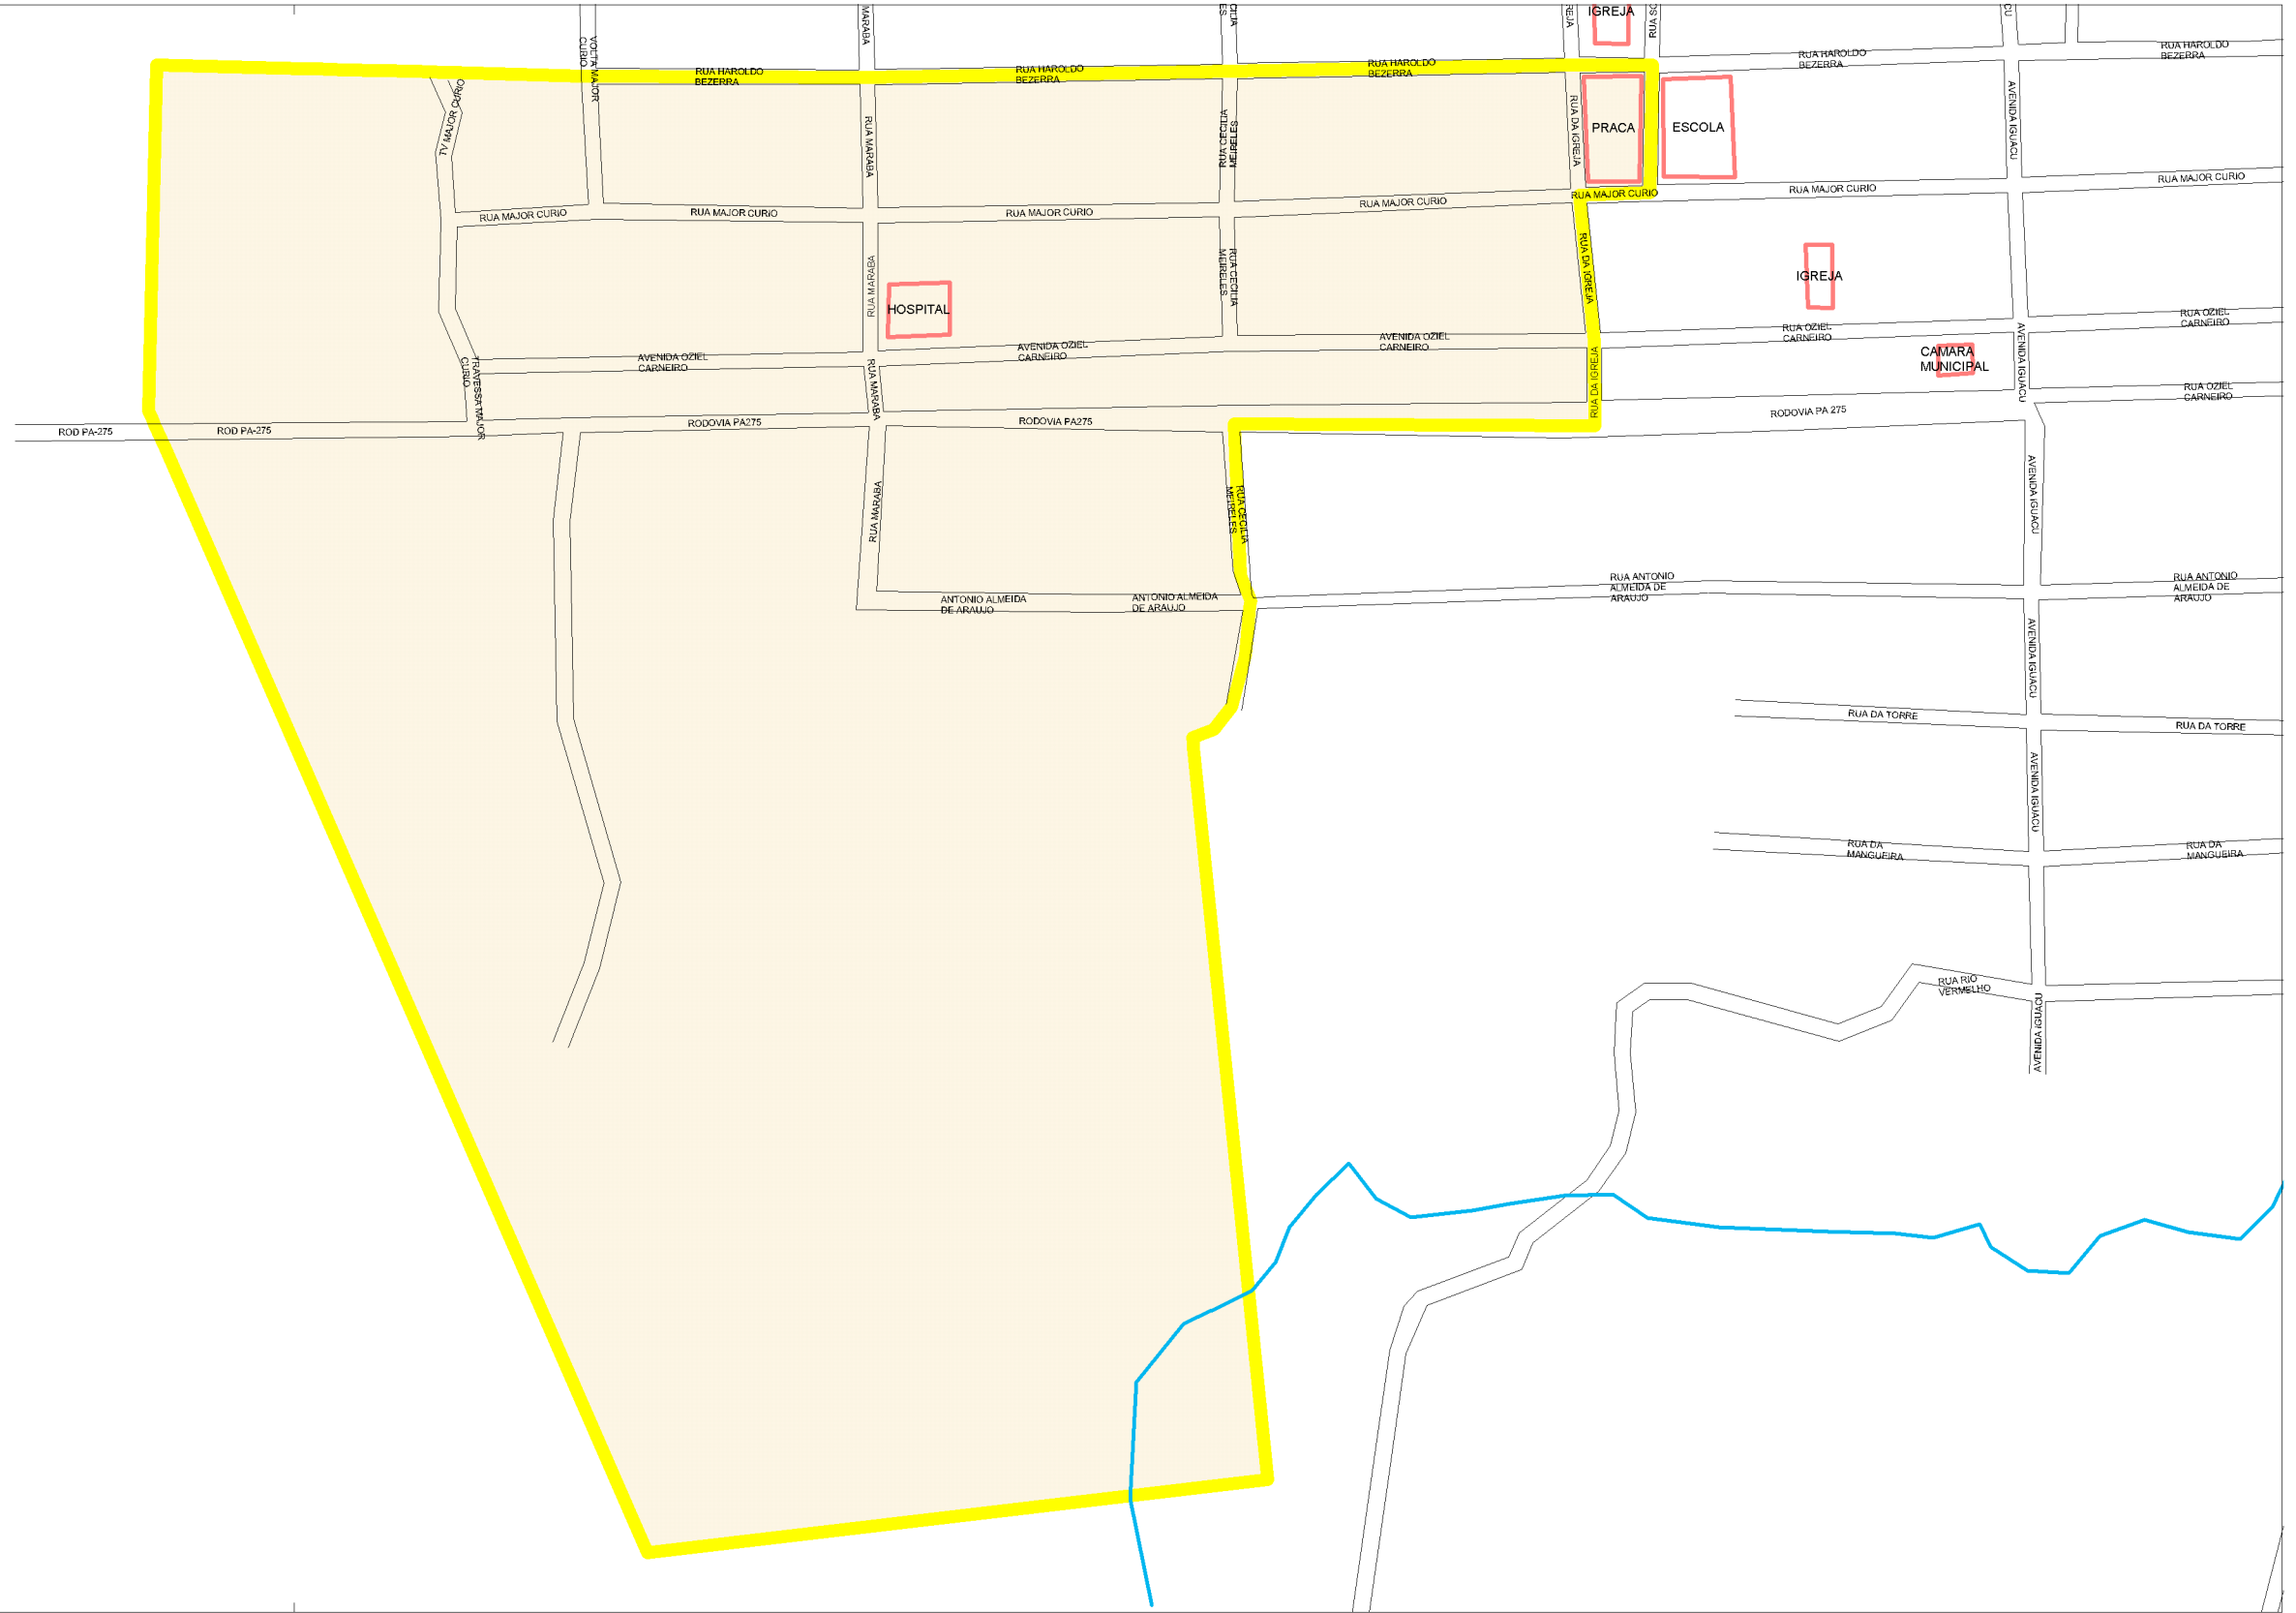 MARABA
CILIA
ES
REJA
IGREJA
RUA S
CU
VOLTA MAJOR
CURIO
RUA HAROLDO
BEZERRA
RUA HAROLDO
BEZERRA
RUA HAROLDO
BEZERRA
RUA HAROLDO
BEZERRA
RUA HAROLDO
BEZERRA
TV MAJOR CURIO
RUA MARABA
RUA CECILIA
MEIRELES
RUA DA IGREJA
PRACA
ESCOLA
AVENIDA IGUACU
RUA MAJOR CURIO
RUA MAJOR CURIO
RUA MAJOR CURIO
RUA MAJOR CURIO
RUA MAJOR CURIO
RUA MAJOR CURIO
RUA MAJOR CURIO
RUA MARABA
HOSPITAL
RUA CECILIA
MEIRELES
RUA DA IGREJA
IGREJA
RUA OZIEL
CARNEIRO
RUA OZIEL
CARNEIRO
AVENIDA OZIEL
CARNEIRO
AVENIDA OZIEL
CARNEIRO
AVENIDA OZIEL
CARNEIRO
CAMARA
MUNICIPAL
AVENIDA IGUACU
TRAVESSA MAJOR
CURIO
RUA MARABA
RUA DA IGREJA
RUA OZIEL
CARNEIRO
ROD PA-275
ROD PA-275
RODOVIA PA275
RODOVIA PA275
RODOVIA PA 275
RUA MARABA
RUA CECILIA
MEIRELES
AVENIDA IGUACU
ANTONIO ALMEIDA
DE ARAUJO
ANTONIO ALMEIDA
DE ARAUJO
RUA ANTONIO
ALMEIDA DE
ARAUJO
RUA ANTONIO
ALMEIDA DE
ARAUJO
AVENIDA IGUACU
RUA DA TORRE
RUA DA TORRE
AVENIDA IGUACU
RUA DA
MANGUEIRA
RUA DA
MANGUEIRA
RUA RIO
VERMELHO
AVENIDA IGUACU